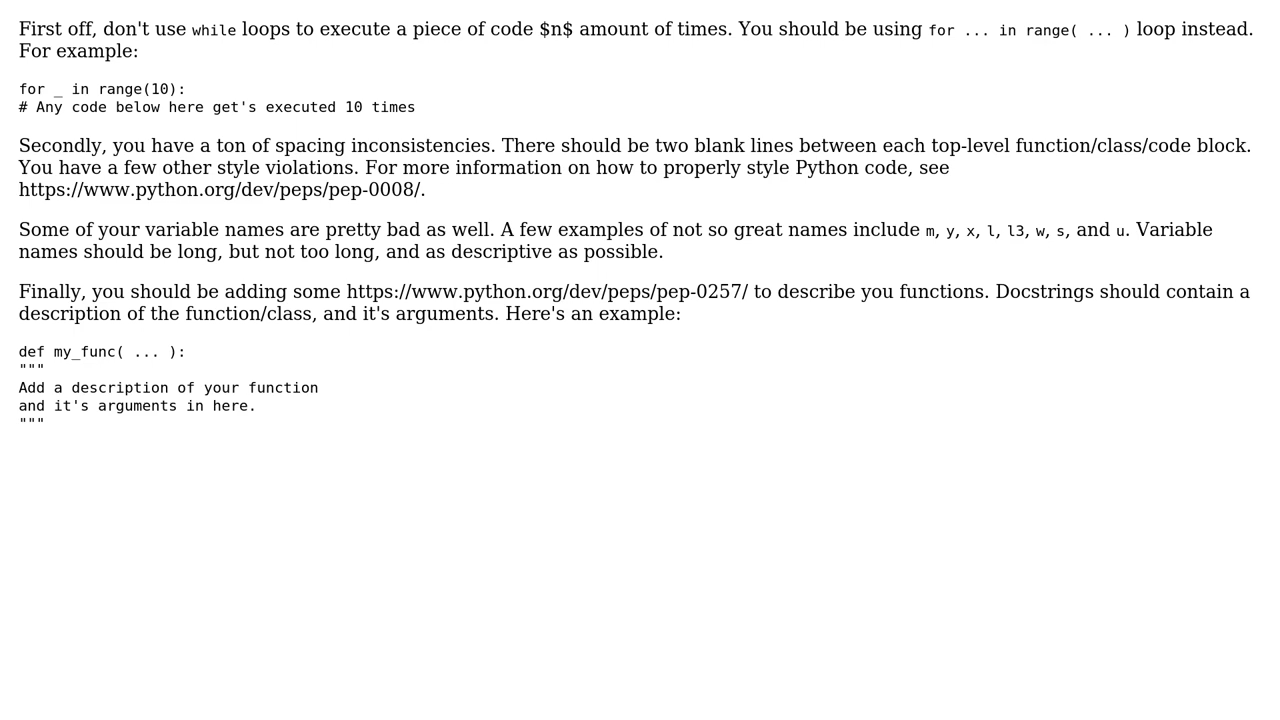 First off, don't use while loops to execute a piece of code $n$ amount of times. You should be using for ... in range( ... ) loop instead.
For example:
for _ in range(10):
# Any code below here get's executed 10 times
Secondly, you have a ton of spacing inconsistencies. There should be two blank lines between each top-level function/class/code block.
You have a few other style violations. For more information on how to properly style Python code, see
https://www.python.org/dev/peps/pep-0008/.
Some of your variable names are pretty bad as well. A few examples of not so great names include m, y, x, l, l3, w, s, and u. Variable
names should be long, but not too long, and as descriptive as possible.
Finally, you should be adding some https://www.python.org/dev/peps/pep-0257/ to describe you functions. Docstrings should contain a
description of the function/class, and it's arguments. Here's an example:
def my_func( ... ):
"""
Add a description of your function
and it's arguments in here.
"""